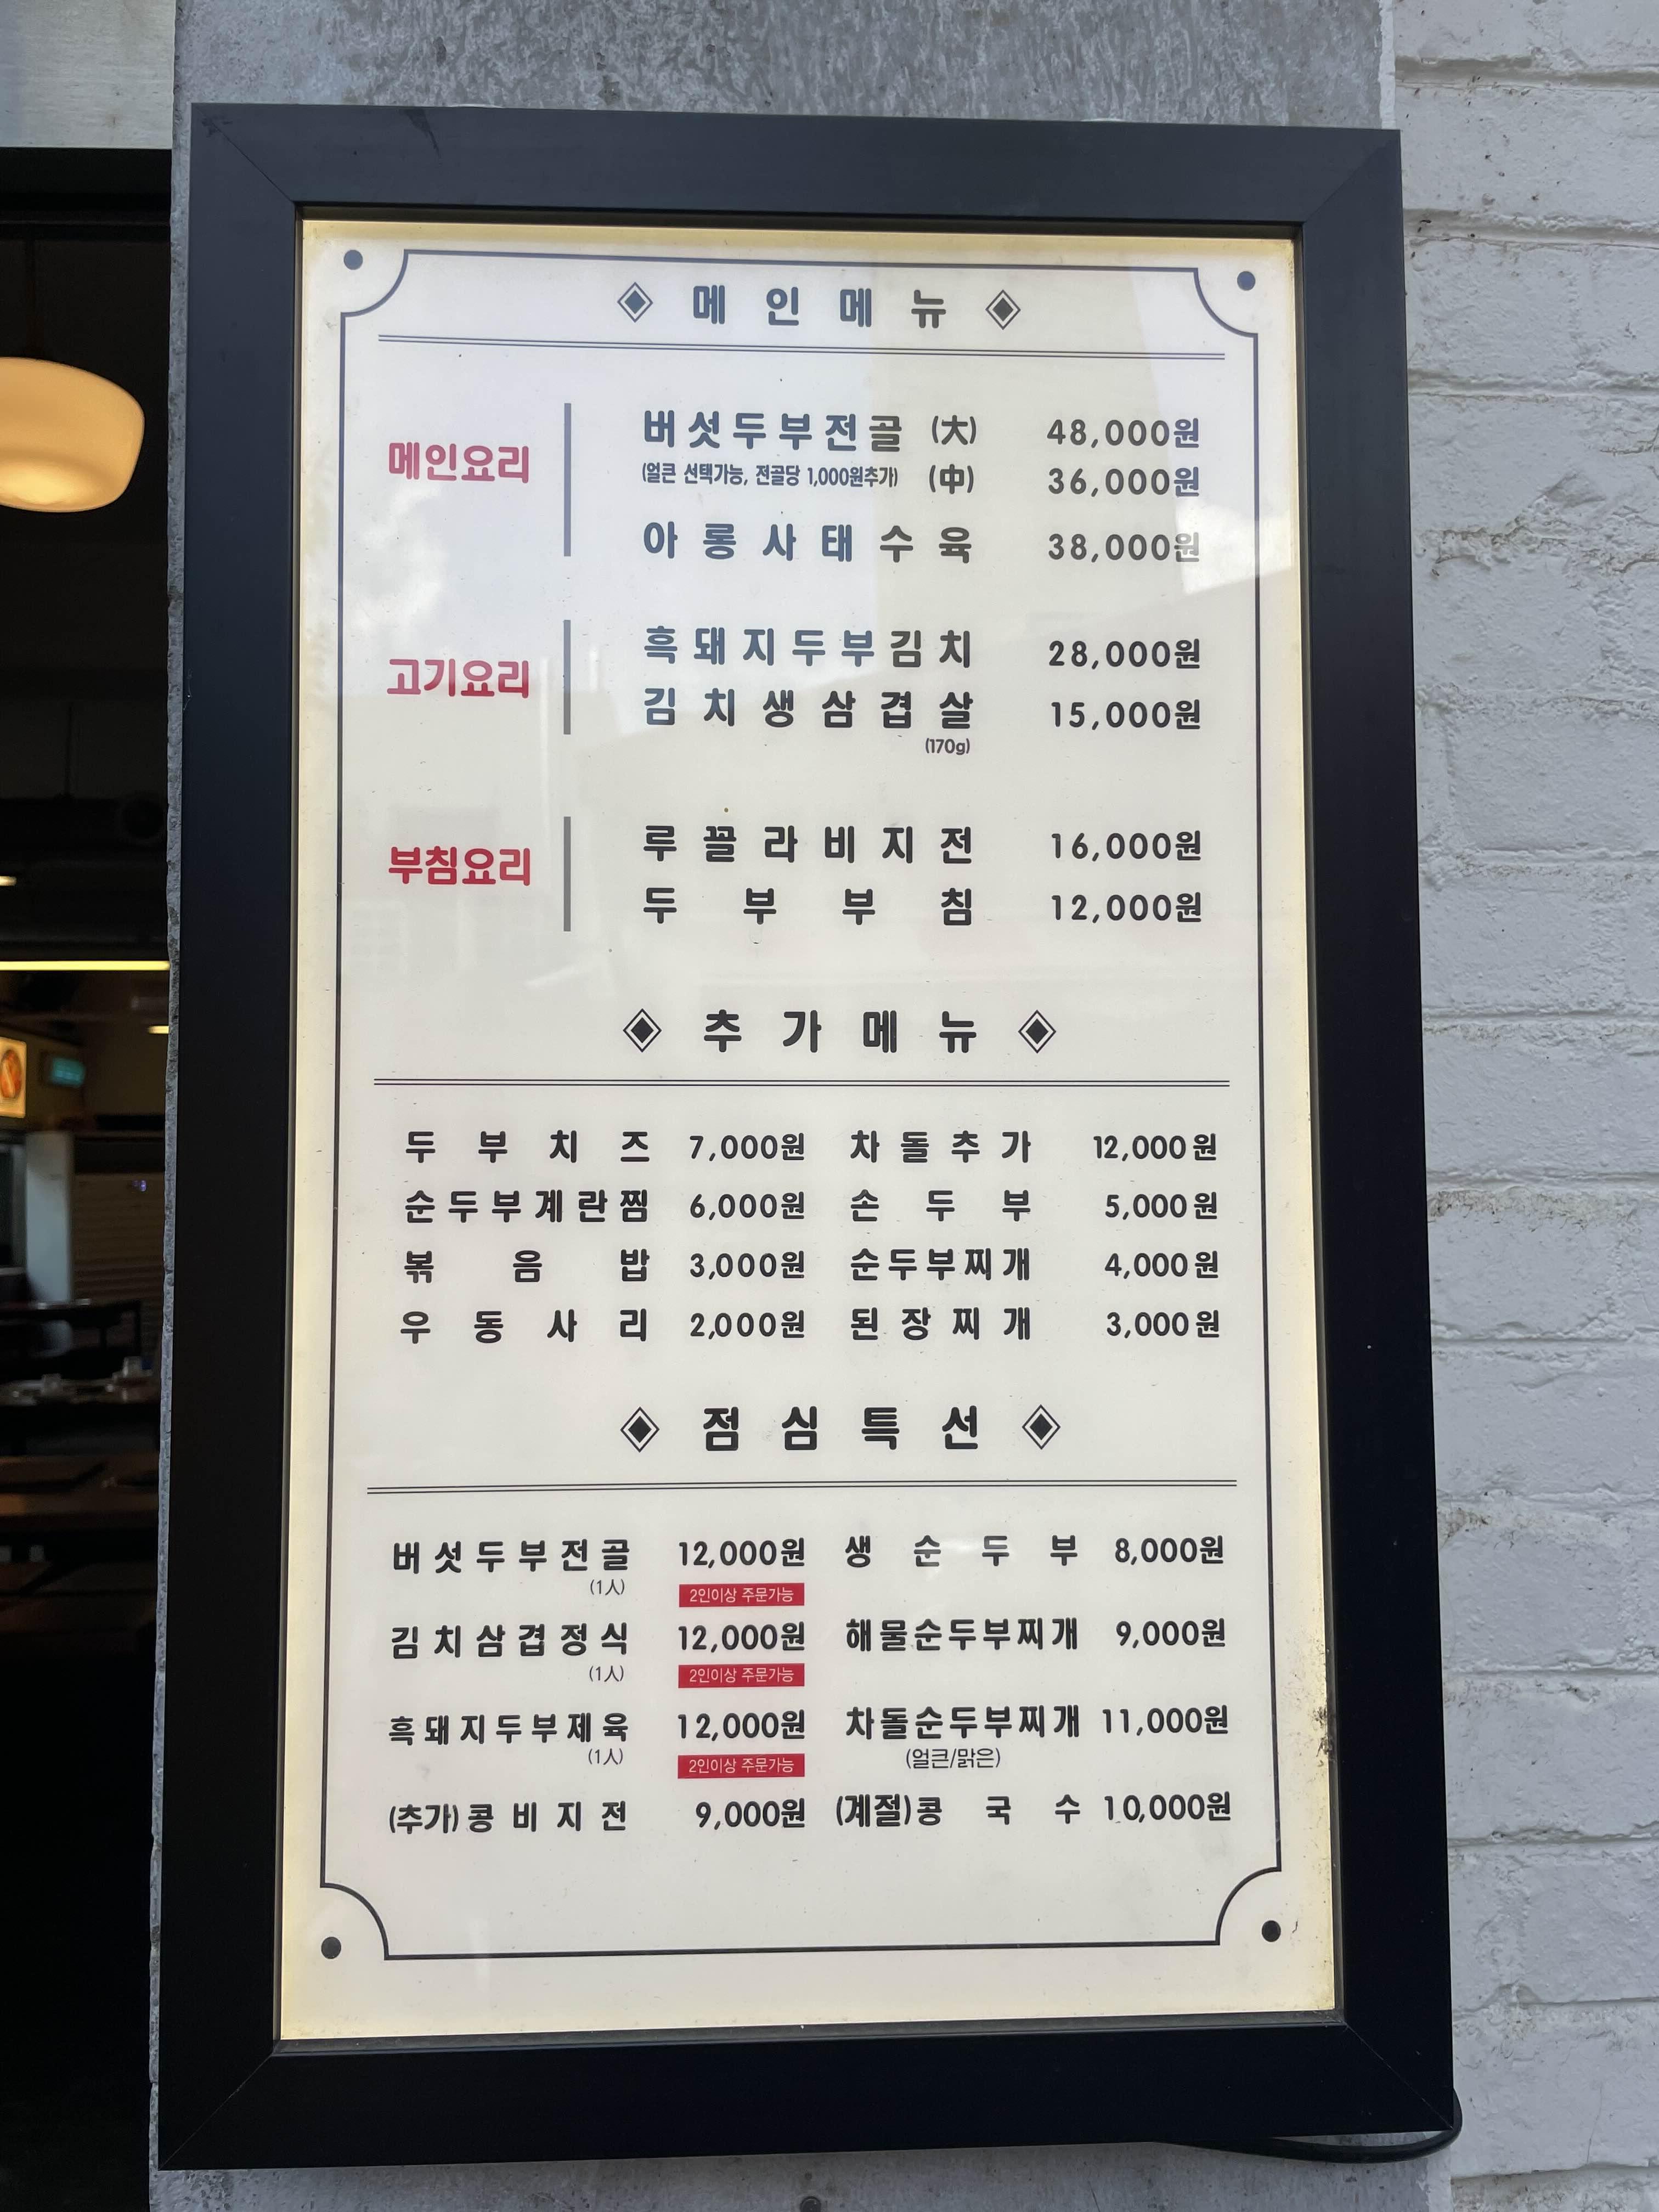 ◈ 메인메뉴 ◈
메인요리
버섯두부전골 (大) 48,000원
(얼큰 선택가능, 전골당 1,000원추가) (中) 36,000원
아롱사태수육 38,000원
고기요리
흑돼지두부김치 28,000원
김치생삼겹살 15,000원
(170g)
부침요리
루꼴라비지전 16,000원
두부부침 12,000원
◈ 추가메뉴 ◈
두부치즈 7,000원 차돌추가 12,000원
순두부계란찜 6,000원 손두부 5,000원
볶음밥 3,000원 순두부찌개 4,000원
우동사리 2,000원 된장찌개 3,000원
◈ 점심특선 ◈
버섯두부전골 12,000원 생순두부 8,000원
(1人) 2인이상 주문가능
김치삼겹정식 12,000원 해물순두부찌개 9,000원
(1人) 2인이상 주문가능
흑돼지두부제육 12,000원 차돌순두부찌개 11,000원
(1人) 2인이상 주문가능 (얼큰/맑은)
(추가)콩비지전 9,000원 (계절)콩국수 10,000원